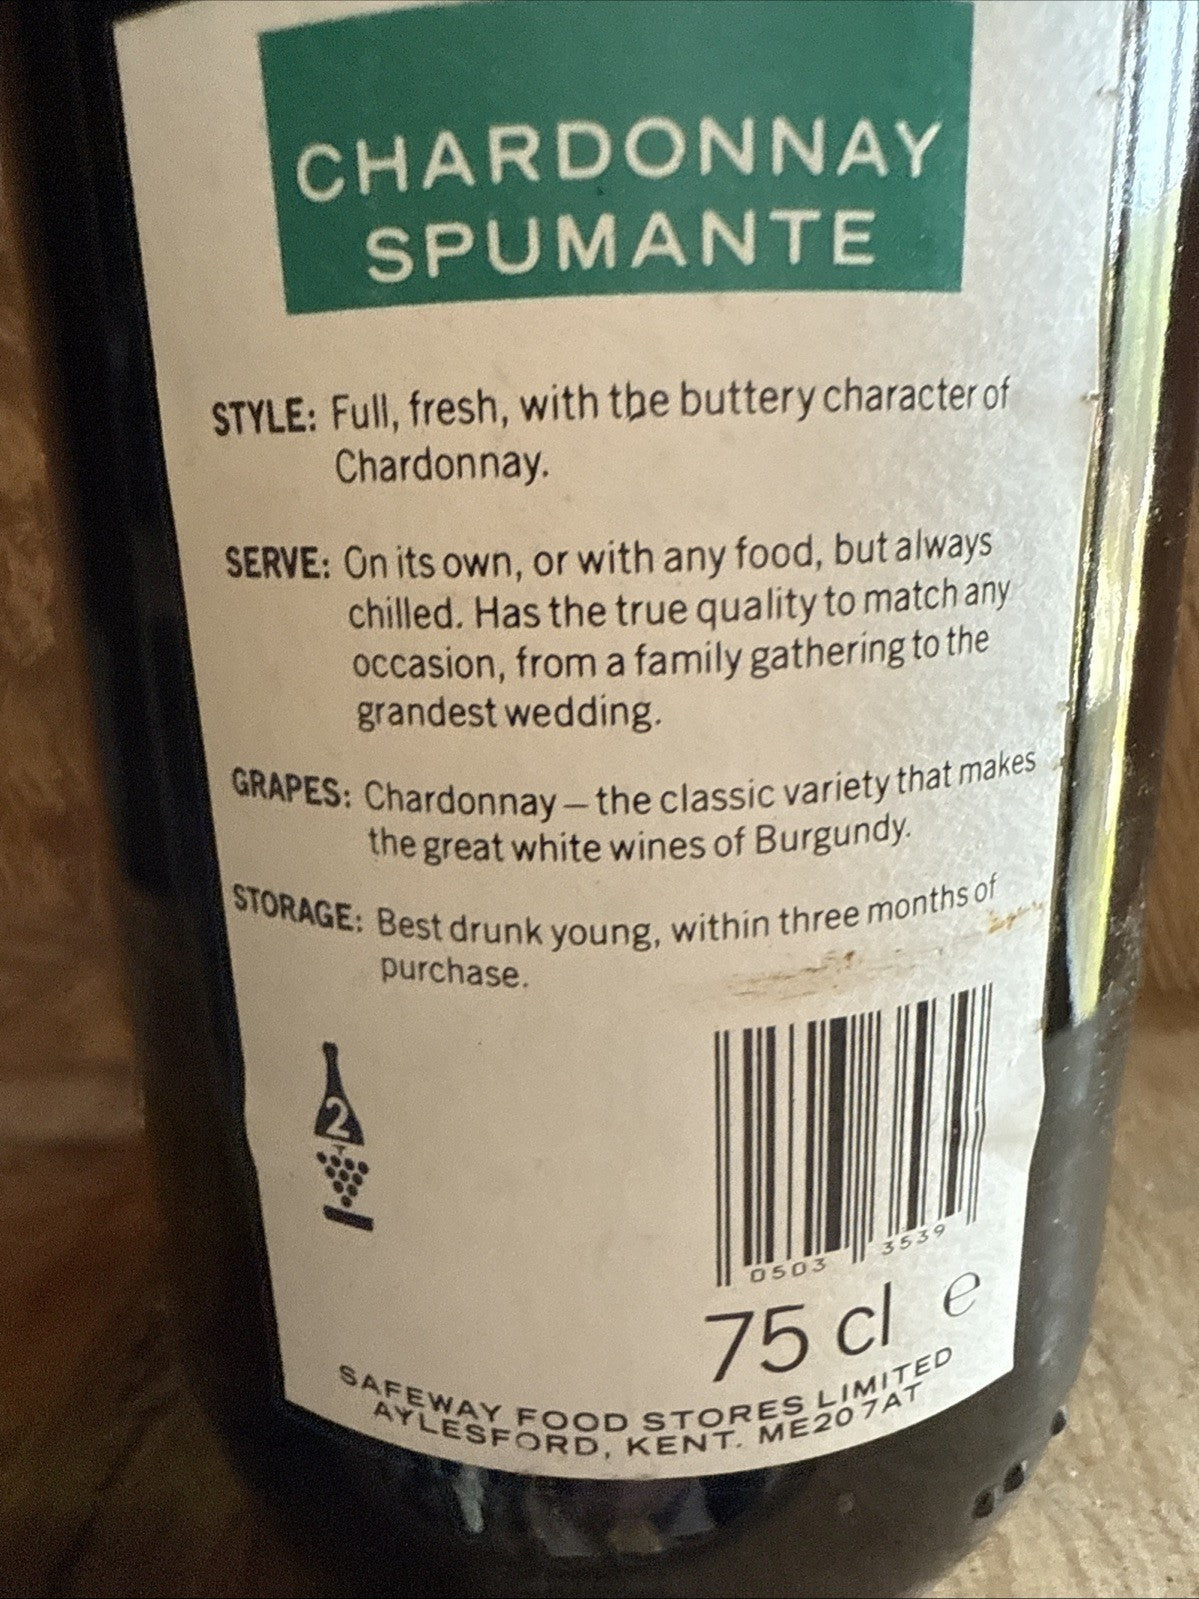 CHARDONNAY
SPUMANTE
STYLE: Full, fresh, with the buttery character of
Chardonnay.
SERVE: On its own, or with any food, but always
chilled. Has the true quality to match any
occasion, from a family gathering to the
grandest wedding.
GRAPES: Chardonnay – the classic variety that makes
the great white wines of Burgundy.
STORAGE: Best drunk young, within three months of
purchase.
2
0503 3539
75 cl e
SAFEWAY FOOD STORES LIMITED
AYLESFORD, KENT. ME20 7AT